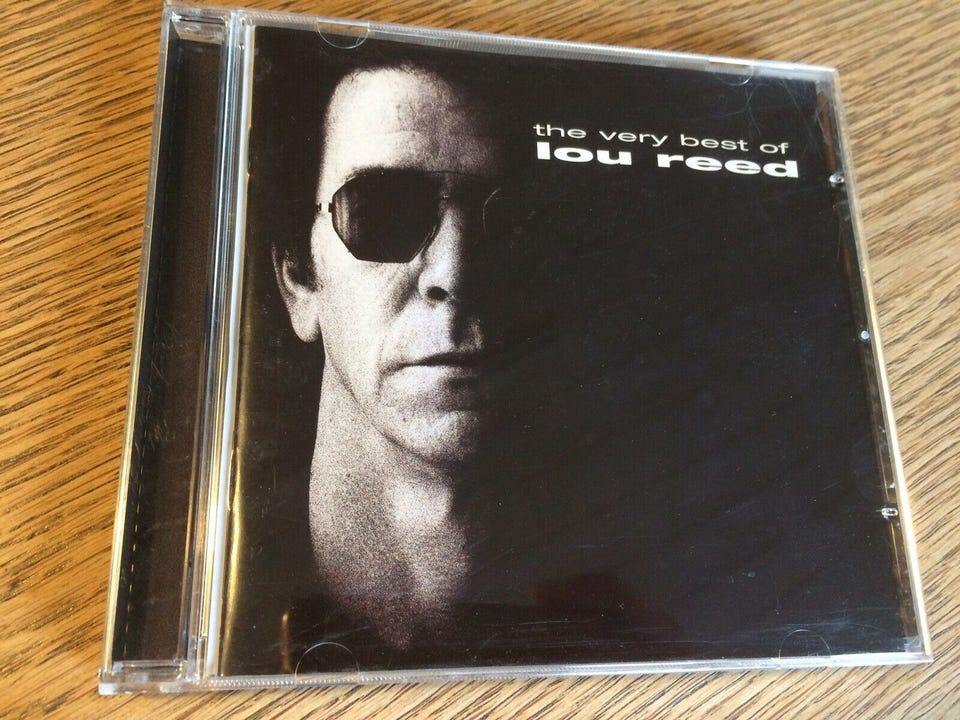 the very best of
lou reed